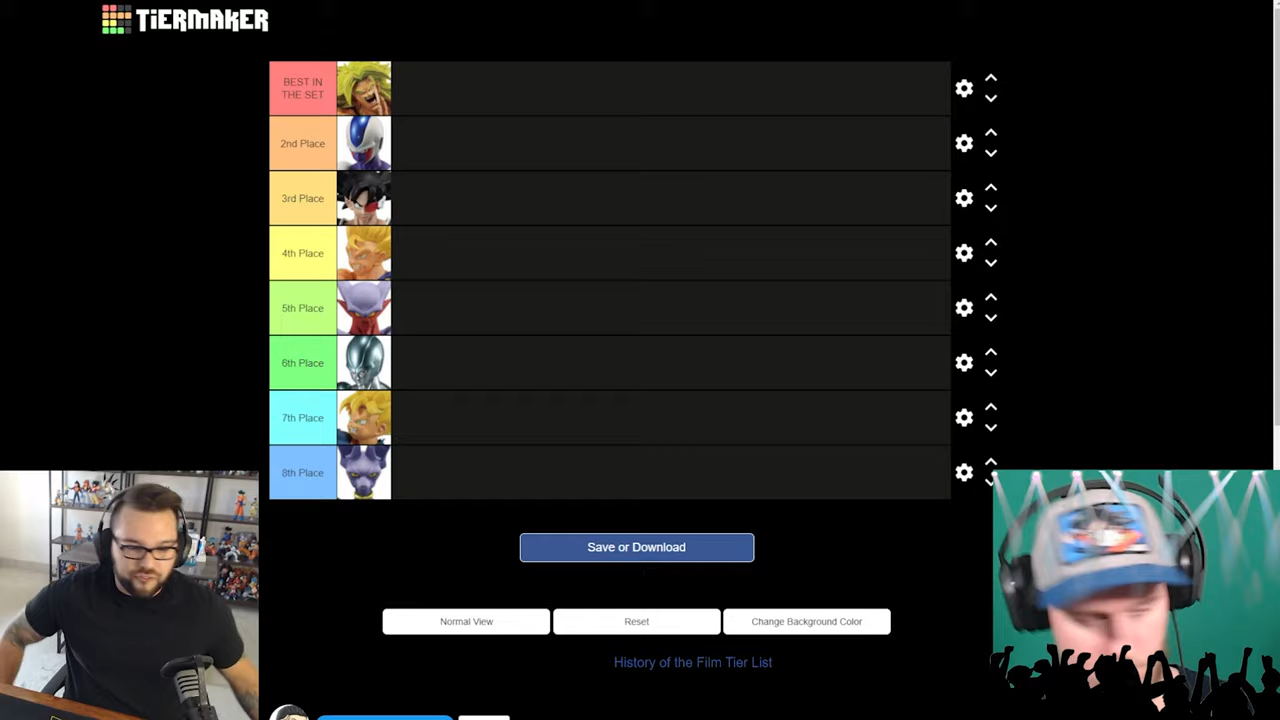 TiERMAKER
BEST IN
THE SET
2nd Place
3rd Place
4th Place
5th Place
6th Place
7th Place
8th Place
Save or Download
Normal View
Reset
Change Background Color
History of the Film Tier List